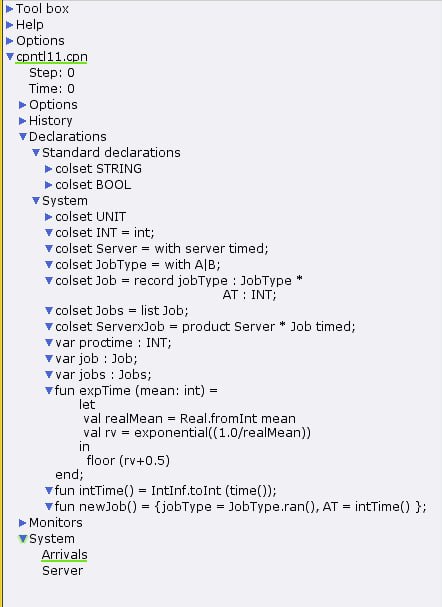 Tool box
Help
Options
cpntl11.cpn
Step: 0
Time: 0
Options
History
Declarations
Standard declarations
colset STRING
colset BOOL
System
colset UNIT
colset INT = int;
colset Server = with server timed;
colset JobType = with A|B;
colset Job = record jobType : JobType *
AT : INT;
colset Jobs = list Job;
colset ServerxJob = product Server * Job timed;
var proctime : INT;
var job : Job;
var jobs : Jobs;
fun expTime (mean: int) =
let
val realMean = Real.fromInt mean
val rv = exponential((1.0/realMean))
in
floor (rv+0.5)
end;
fun intTime() = IntInf.toInt (time());
fun newJob() = {jobType = JobType.ran(), AT = intTime() };
Monitors
System
Arrivals
Server